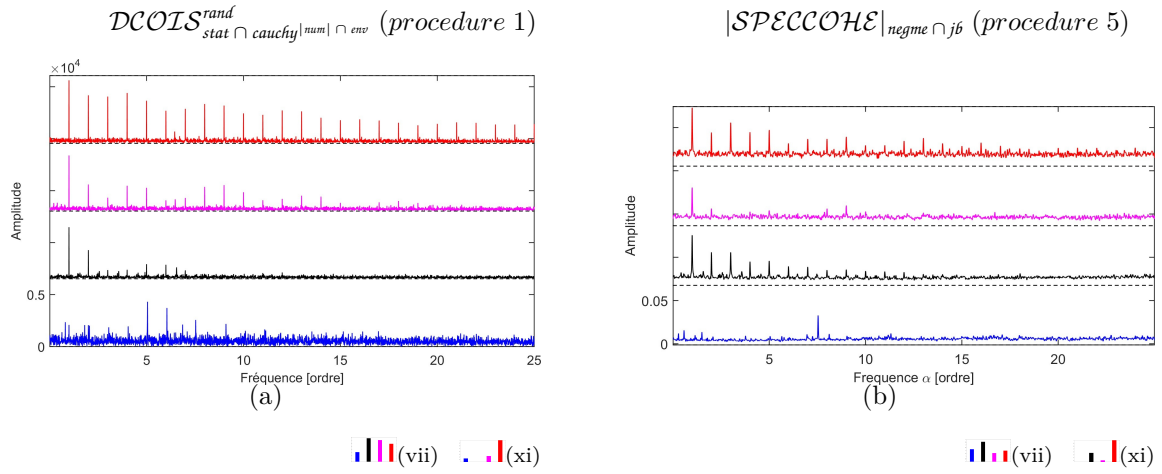 DCOIS^{rand}_{stat ∩ cauchy^{|num| ∩ env}} (procedure 1)
|SPECCOHE|_{negme ∩ jb} (procedure 5)
×10^4
Amplitude
0.5
0
5
10
15
20
25
Fréquence [ordre]
(a)
Amplitude
0.05
0
5
10
15
20
Frequence α [ordre]
(b)
(vii)
(xi)
(vii)
(xi)